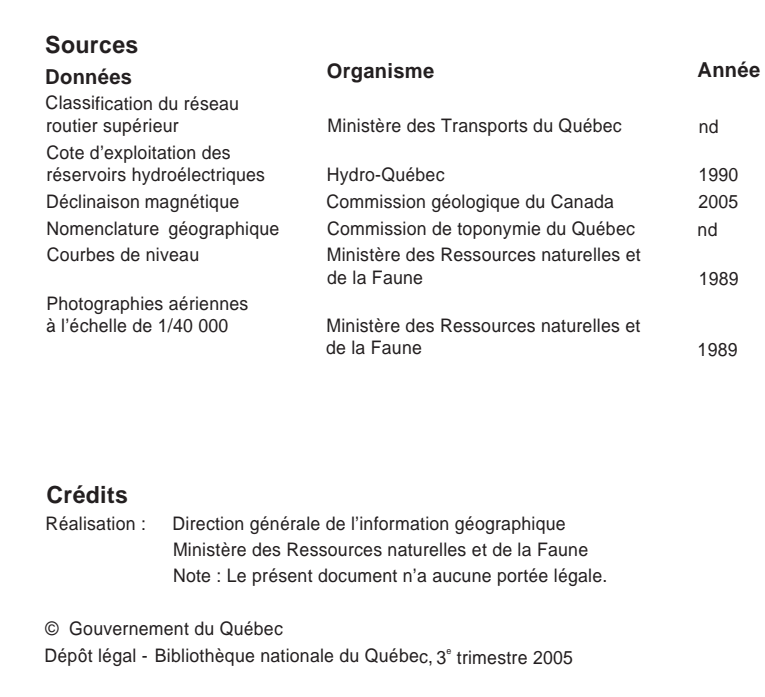 Sources
Données Organisme Année
Classification du réseau
routier supérieur Ministère des Transports du Québec nd
Cote d'exploitation des
réservoirs hydroélectriques Hydro-Québec 1990
Déclinaison magnétique Commission géologique du Canada 2005
Nomenclature géographique Commission de toponymie du Québec nd
Courbes de niveau Ministère des Ressources naturelles et
de la Faune 1989
Photographies aériennes
à l'échelle de 1/40 000 Ministère des Ressources naturelles et
de la Faune 1989
Crédits
Réalisation : Direction générale de l'information géographique
Ministère des Ressources naturelles et de la Faune
Note : Le présent document n'a aucune portée légale.
© Gouvernement du Québec
Dépôt légal - Bibliothèque nationale du Québec, 3e trimestre 2005